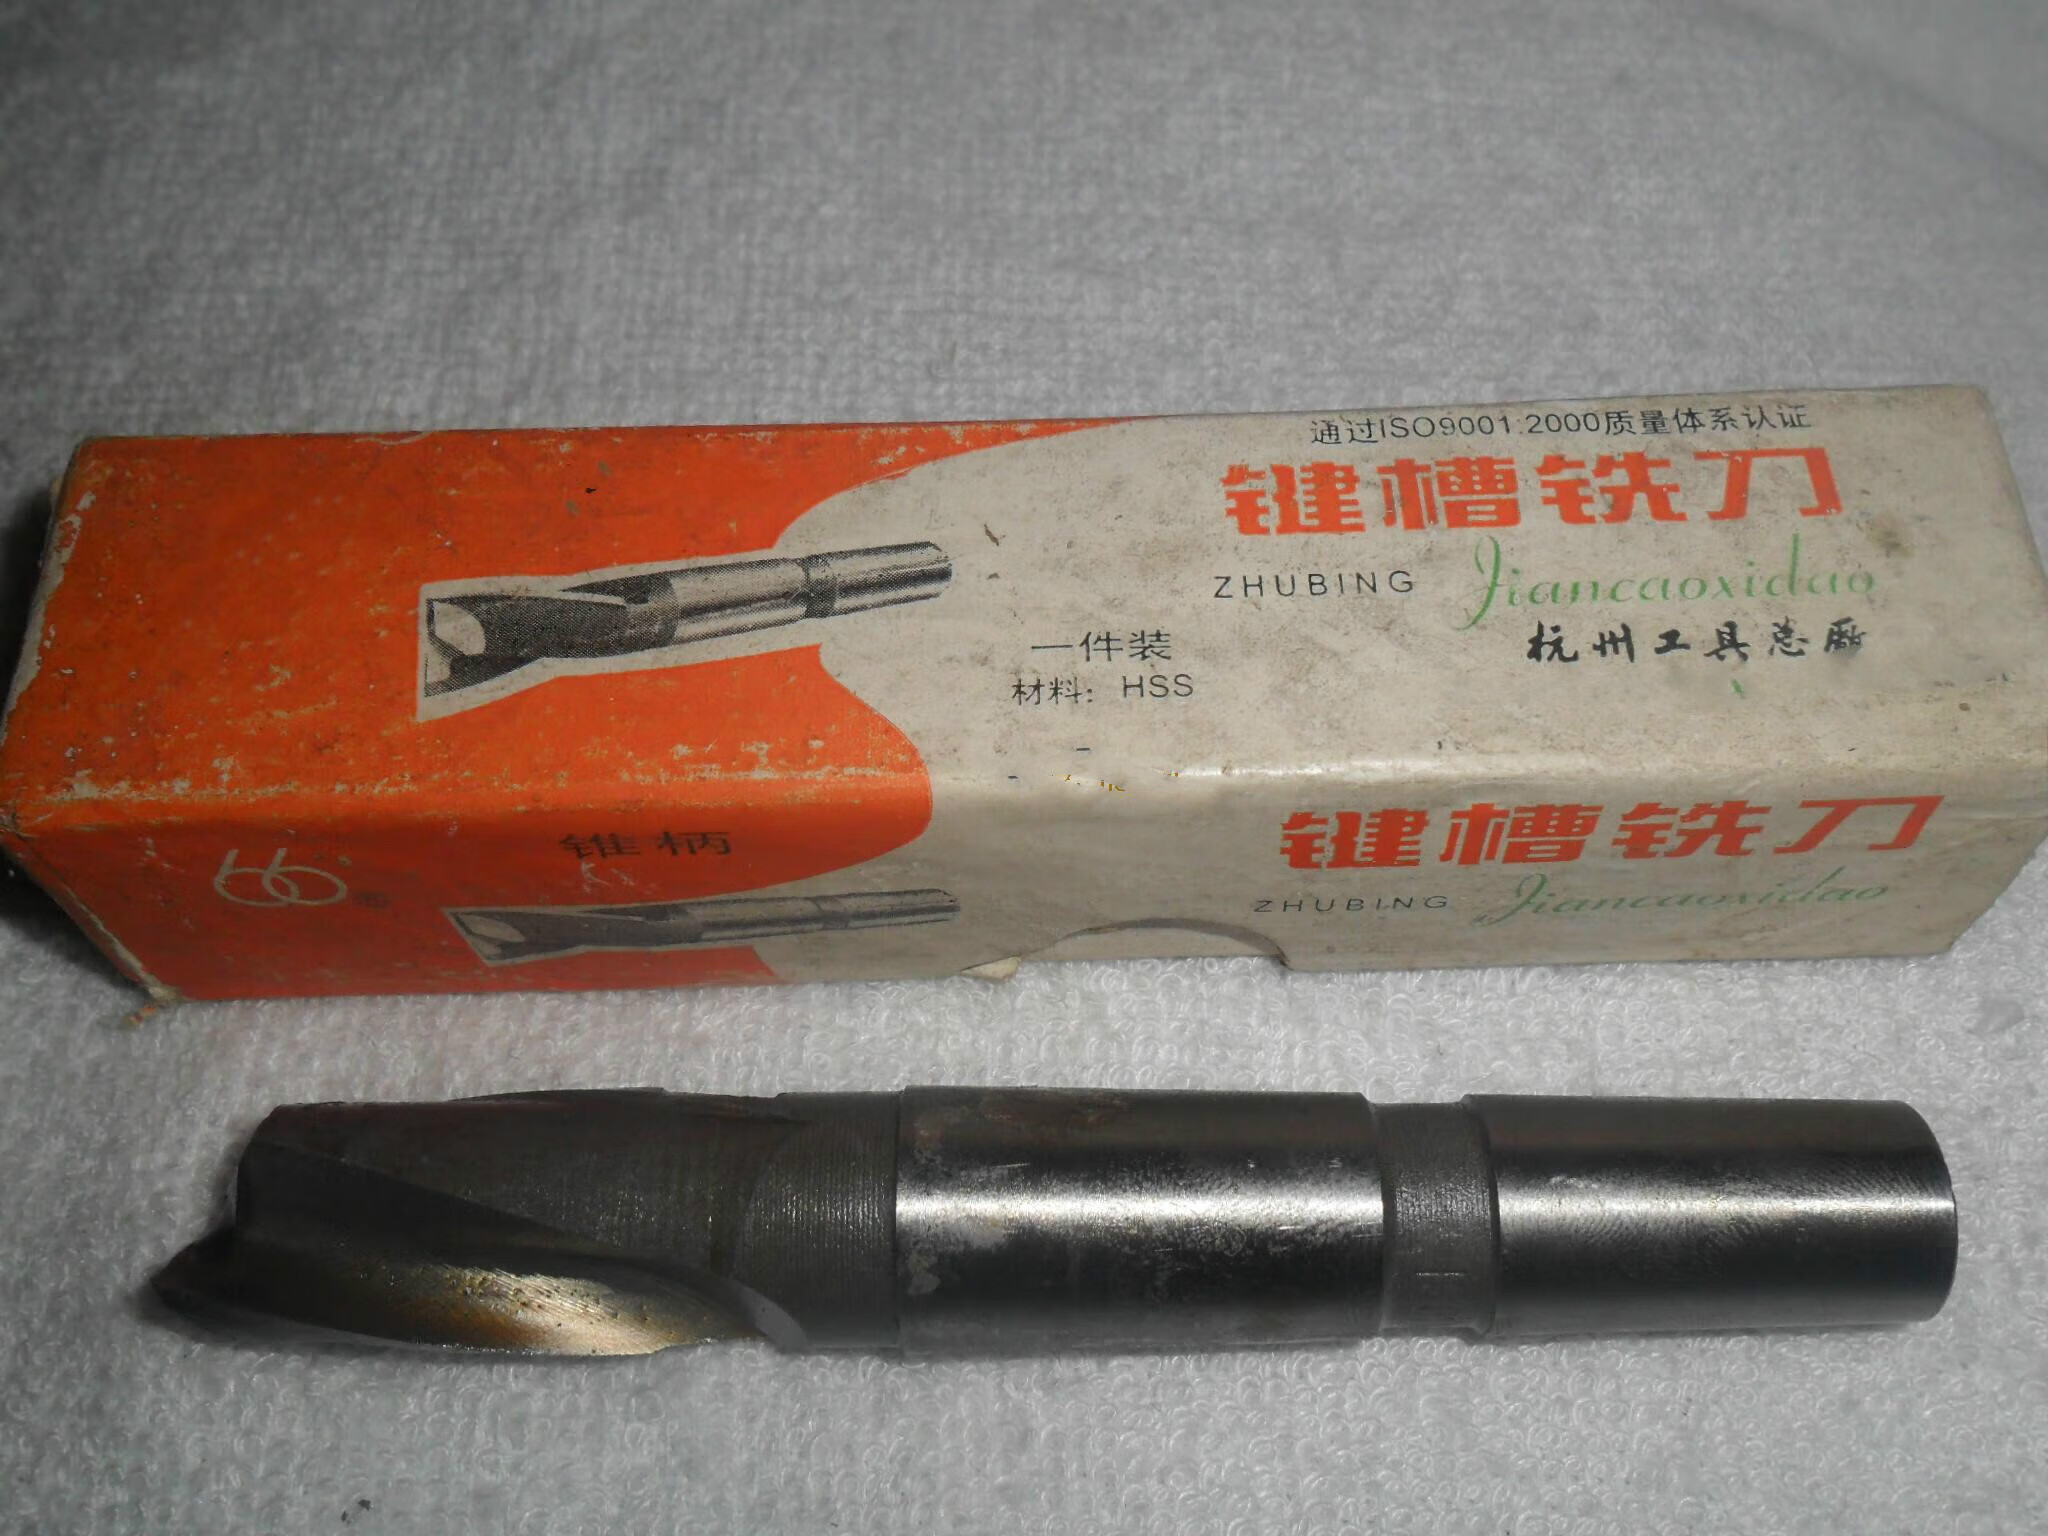 通过ISO9001:2000质量体系认证
键槽铣刀
ZHUBING Jiancaoxidao
一件装
杭州工具总厰
材料：HSS
锥柄
键槽铣刀
66
ZHUBING Jiancaoxidao